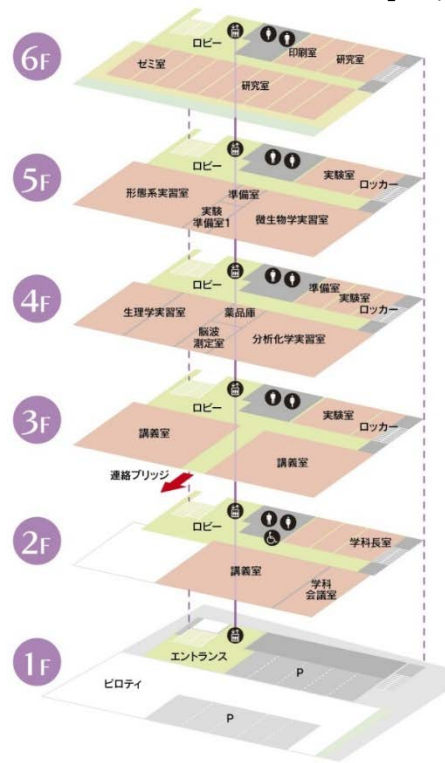 6F
ロビー
印刷室
研究室
ゼミ室
研究室
5F
ロビー
実験室
ロッカー
形態系実習室
準備室
実験
準備室1
微生物学実習室
4F
ロビー
準備室
実験室
ロッカー
生理学実習室
薬品庫
脳波
測定室
分析化学実習室
3F
ロビー
実験室
ロッカー
講義室
講義室
連絡ブリッジ
2F
ロビー
学科長室
講義室
学科
会議室
1F
エントランス
P
ピロティ
P